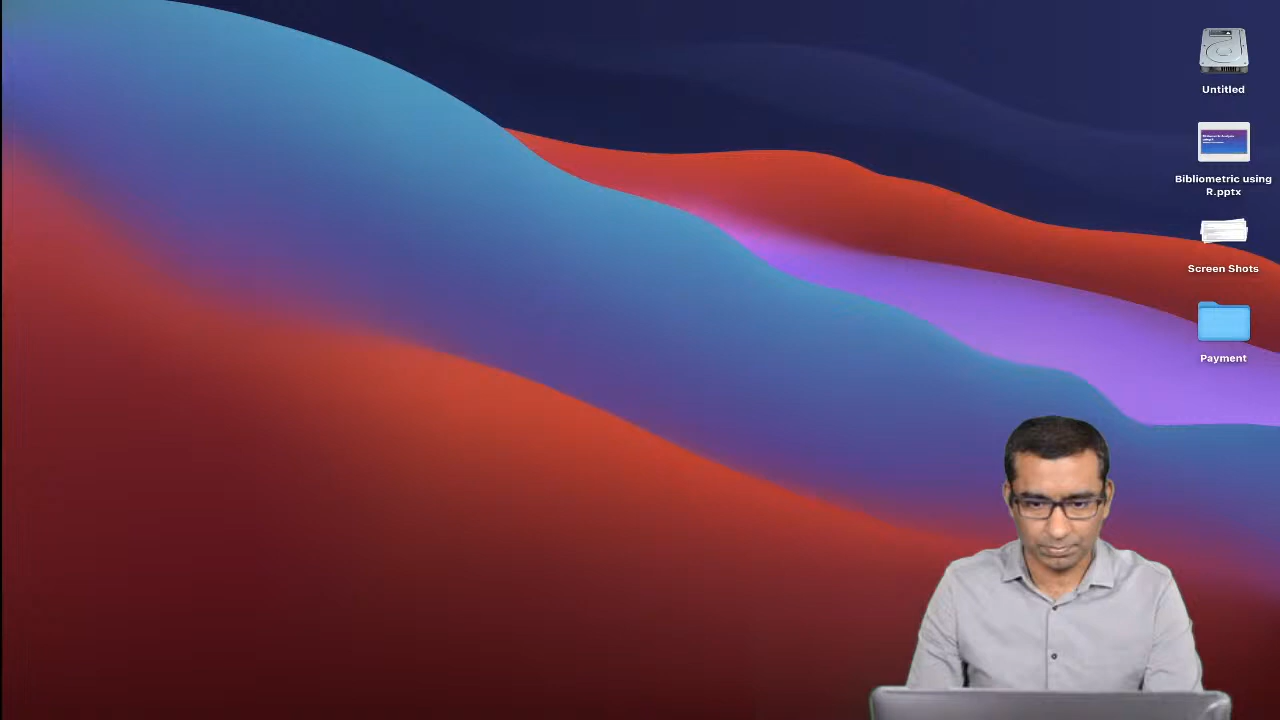 Untitled
Bibliometric using
R.pptx
Screen Shots
Payment